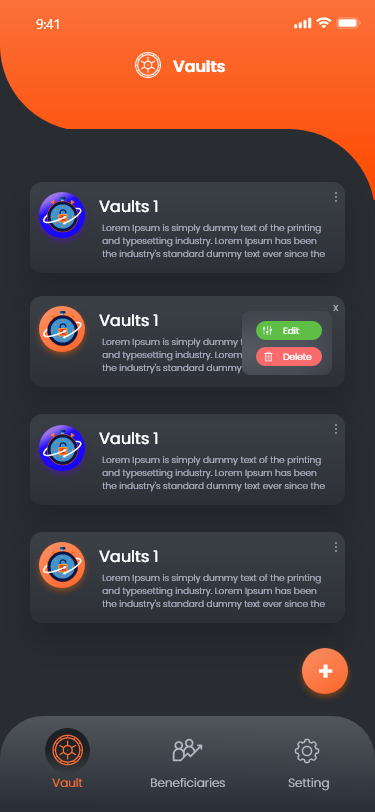 9:41
Vaults
Vaults 1
Lorem Ipsum is simply dummy text of the printing
and typesetting industry. Lorem Ipsum has been
the industry's standard dummy text ever since the
x
Vaults 1
Lorem Ipsum is simply dummy
and typesetting industry. Lorem
the industry's standard dummy
Edit
Delete
Vaults 1
Lorem Ipsum is simply dummy text of the printing
and typesetting industry. Lorem Ipsum has been
the industry's standard dummy text ever since the
Vaults 1
Lorem Ipsum is simply dummy text of the printing
and typesetting industry. Lorem Ipsum has been
the industry's standard dummy text ever since the
+
Vault Beneficiaries Setting